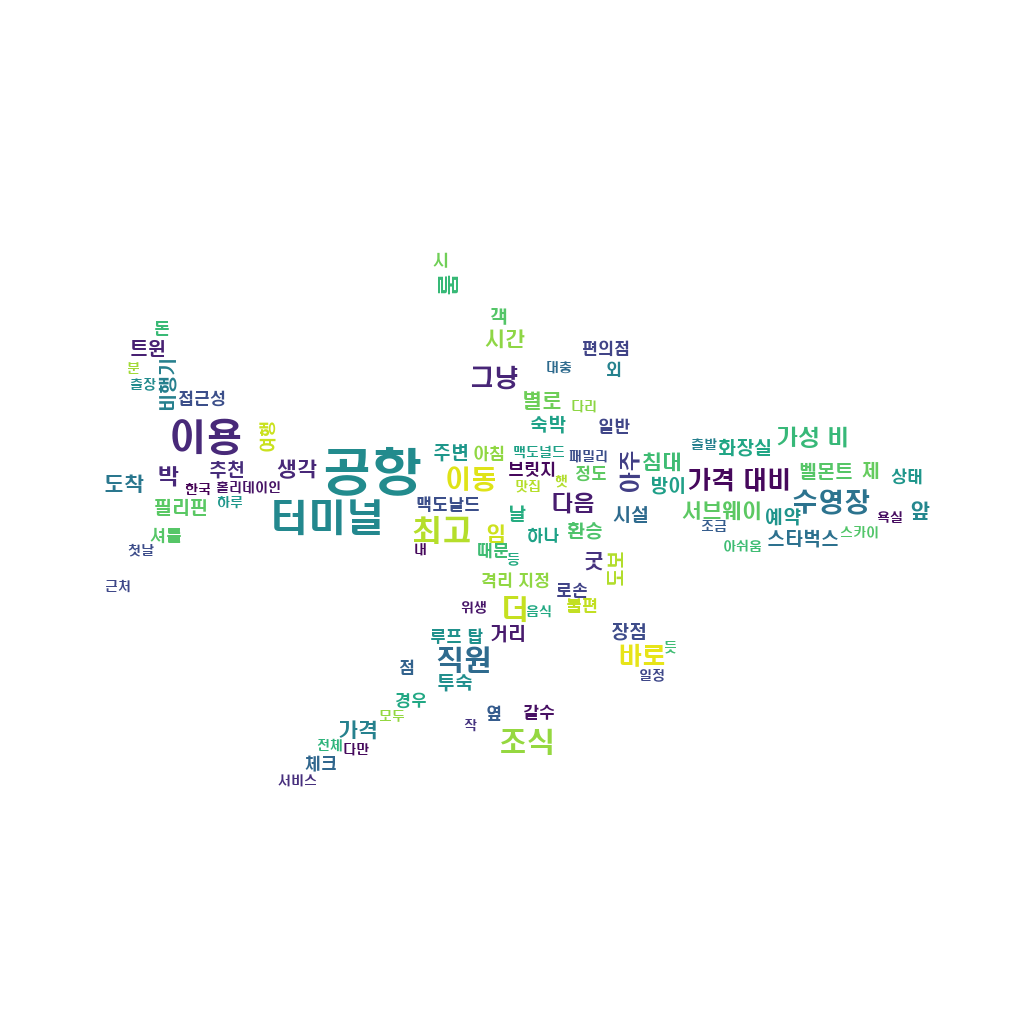 시
룸
객
시간
돈
트윈
분
출장
비행기
접근성
그냥
대충
편의점
외
별로
다리
이용
여행
숙박
일반
출발
화장실
가성 비
공항
주변
아침
맥도널드
패밀리
박
추천
생각
이동
브릿지
정도
침대
가격 대비
벨몬트
제
상태
도착
한국
홀리데이인
하루
필리핀
맛집
방이
호주
맥도날드
다음
수영장
터미널
최고
임
날
시설
서브웨이
예약
욕실
앞
셔틀
하나
환승
조금
스타벅스
스카이
첫날
내
때문
등
굿
도보
아쉬움
근처
격리 지정
로손
위생
더
음식
불편
루프 탑
거리
장점
직원
바로
듯
점
투숙
일정
경우
모두
작
옆
갈수
가격
조식
전체
다만
체크
서비스